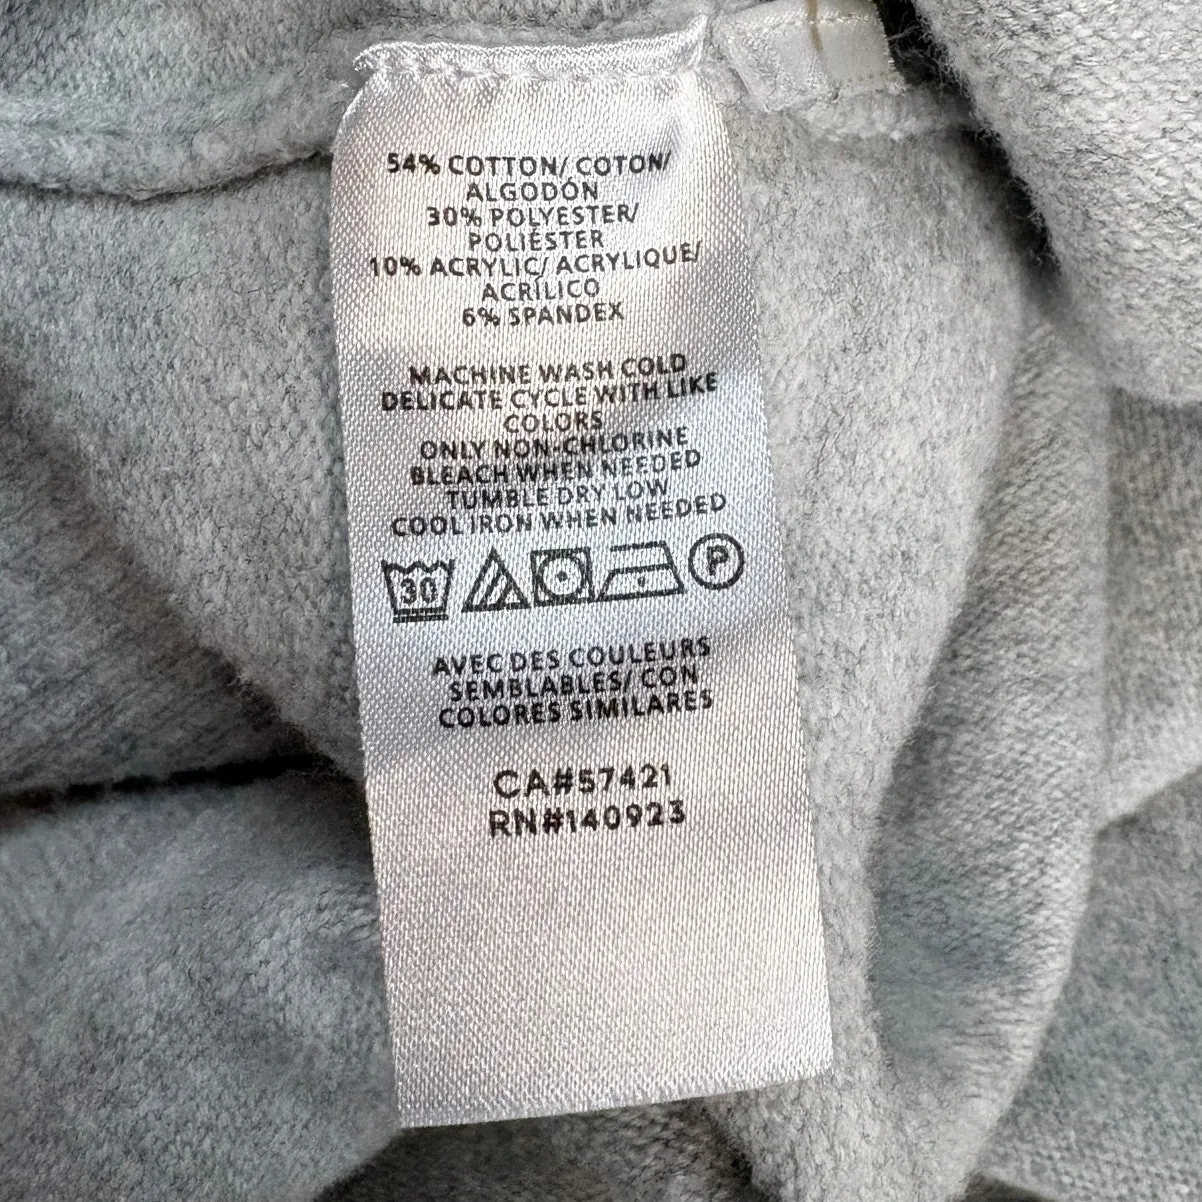 54% COTTON/ COTON/
ALGODÓN
30% POLYESTER/
POLIÉSTER
10% ACRYLIC/ ACRYLIQUE/
ACRÍLICO
6% SPANDEX
MACHINE WASH COLD
DELICATE CYCLE WITH LIKE
COLORS
ONLY NON-CHLORINE
BLEACH WHEN NEEDED
TUMBLE DRY LOW
COOL IRON WHEN NEEDED
30 P
AVEC DES COULEURS
SEMBLABLES/ CON
COLORES SIMILARES
CA#57421
RN#140923